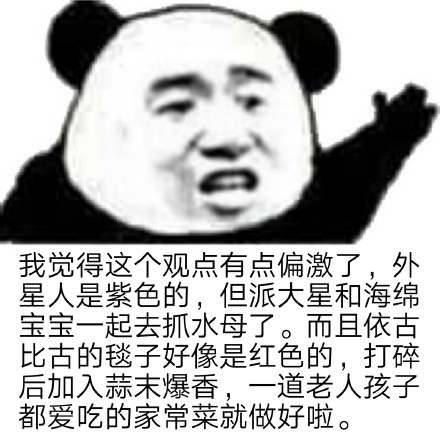 我觉得这个观点有点偏激了，外
星人是紫色的，但派大星和海绵
宝宝一起去抓水母了。而且依古
比古的毯子好像是红色的，打碎
后加入蒜末爆香，一道老人孩子
都爱吃的家常菜就做好啦。